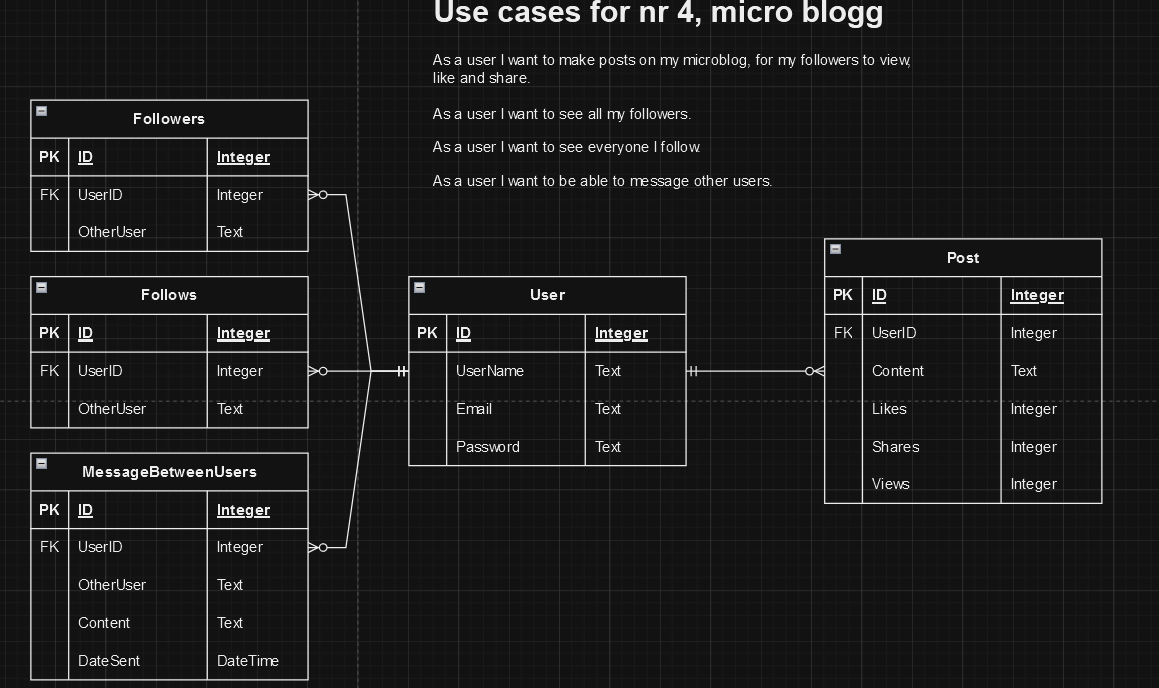 Use cases for nr 4, micro blogg
As a user I want to make posts on my microblog, for my followers to view,
like and share.
As a user I want to see all my followers.
As a user I want to see everyone I follow.
As a user I want to be able to message other users.
Followers
PK ID Integer
FK UserID Integer
OtherUser Text
Follows
PK ID Integer
FK UserID Integer
OtherUser Text
MessageBetweenUsers
PK ID Integer
FK UserID Integer
OtherUser Text
Content Text
DateSent DateTime
User
PK ID Integer
UserName Text
Email Text
Password Text
Post
PK ID Integer
FK UserID Integer
Content Text
Likes Integer
Shares Integer
Views Integer